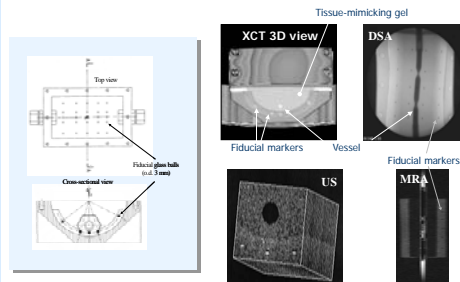 Tissue-mimicking gel
XCT 3D view
DSA
Top view
Fiducial markers
Vessel
Fiducial glass balls
(o.d. 3 mm)
Fiducial markers
Cross-sectional view
US
MRA